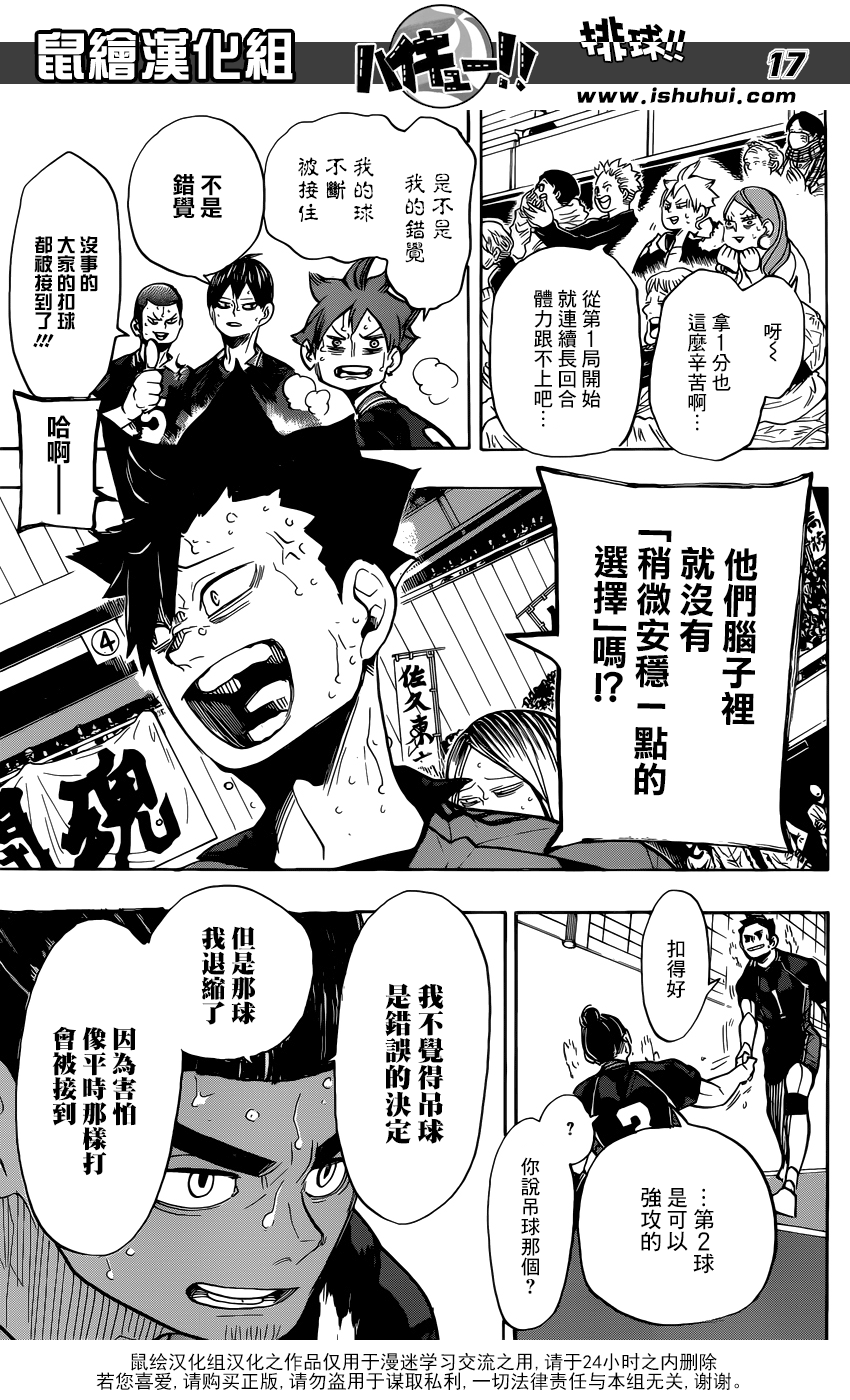 鼠繪漢化組
ハイキュー!!
排球!!
www.ishuhui.com
17
呀～
拿1分也
這麼辛苦啊…
從第1局開始
就連續長回合
體力跟不上吧…
是不是
我的錯覺
我的球
不斷
被接住
不是
錯覺
沒事的
大家的扣球
都被接到了!!!
哈啊——
他們腦子裡
就沒有
「稍微安穩一點的
選擇」嗎!?
④
佐久東
魂
扣得好
1
2
…第2球
是可以
強攻的
?
你說吊球那個?
我不覺得吊球
是錯誤的決定
但是那球
我退縮了
因為害怕
像平時那樣打
會被接到
鼠绘汉化组汉化之作品仅用于漫迷学习交流之用, 请于24小时之内删除
若您喜爱, 请购买正版, 请勿盗用于谋取私利, 一切法律责任与本组无关, 谢谢。